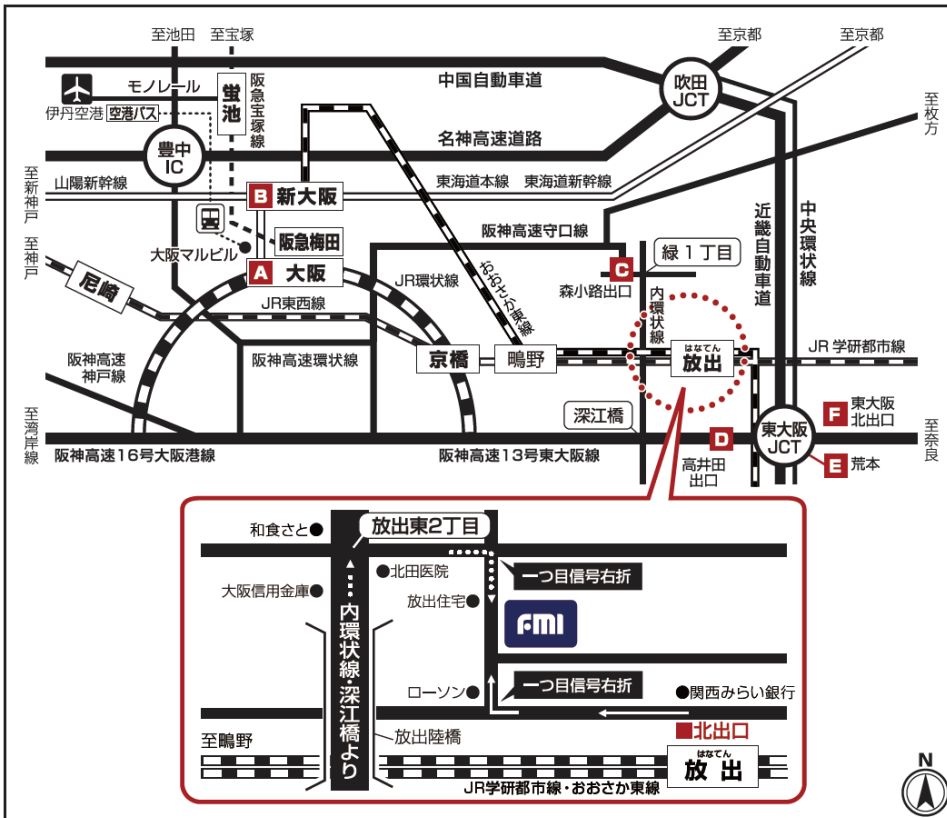 至池田
至宝塚
至京都
至京都
中国自動車道
吹田
JCT
モノレール
蛍池
阪急宝塚線
伊丹空港
空港バス
至枚方
名神高速道路
豊中
IC
至新神戸
山陽新幹線
B
新大阪
東海道本線
東海道新幹線
近畿自動車道
中央環状線
阪急梅田
阪神高速守口線
大阪マルビル
至神戸
A
大阪
JR環状線
おおさか東線
C
緑1丁目
森小路出口
内環状線
尼崎
JR東西線
はなてん
放出
JR学研都市線
阪神高速
神戸線
阪神高速環状線
京橋
鴫野
深江橋
F
東大阪
北出口
至湾岸線
D
東大阪
JCT
至奈良
阪神高速16号大阪港線
阪神高速13号東大阪線
高井田
出口
E
荒本
和食さと
放出東2丁目
大阪信用金庫
北田医院
一つ目信号右折
放出住宅
FMI
内環状線・深江橋より
ローソン
一つ目信号右折
関西みらい銀行
北出口
至鴫野
放出陸橋
はなてん
放出
JR学研都市線・おおさか東線
N